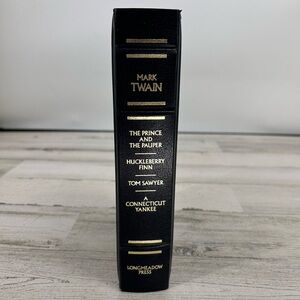 MARK
TWAIN
THE PRINCE
AND
THE PAUPER
HUCKLEBERRY
FINN
TOM SAWYER
A
CONNECTICUT
YANKEE
LONGMEADOW
PRESS